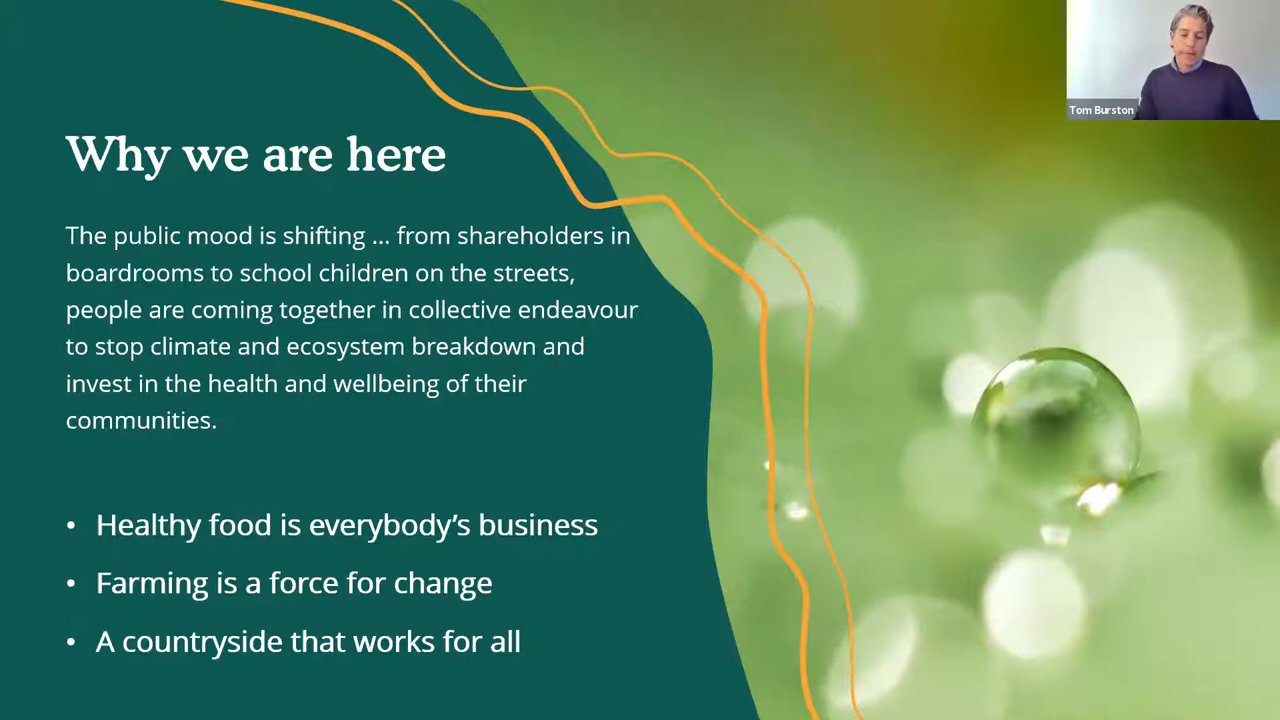 Tom Burston
Why we are here
The public mood is shifting ... from shareholders in
boardrooms to school children on the streets,
people are coming together in collective endeavour
to stop climate and ecosystem breakdown and
invest in the health and wellbeing of their
communities.
• Healthy food is everybody’s business
• Farming is a force for change
• A countryside that works for all